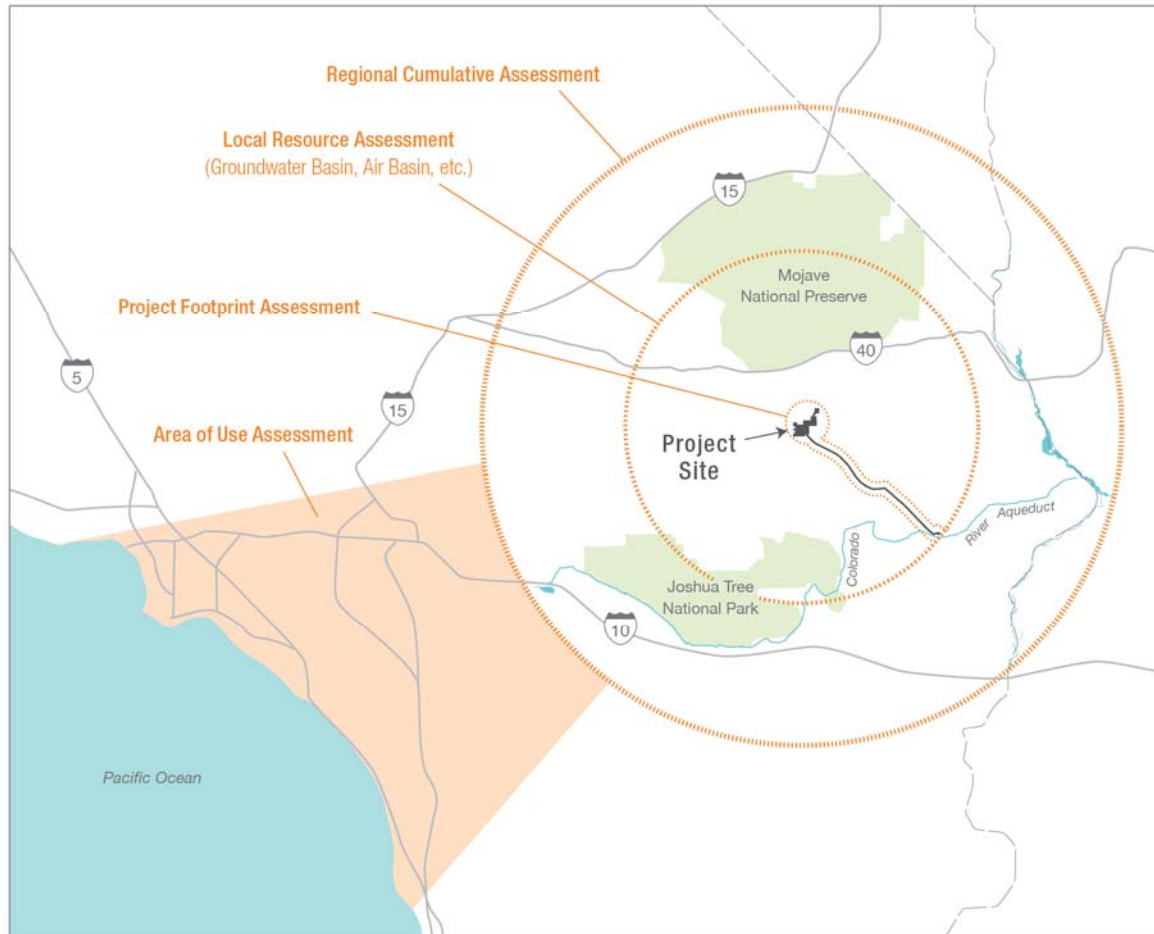 Regional Cumulative Assessment
Local Resource Assessment
(Groundwater Basin, Air Basin, etc.)
15
Mojave
National Preserve
Project Footprint Assessment
40
5
15
Area of Use Assessment
Project
Site
River Aqueduct
Colorado
Joshua Tree
National Park
10
Pacific Ocean